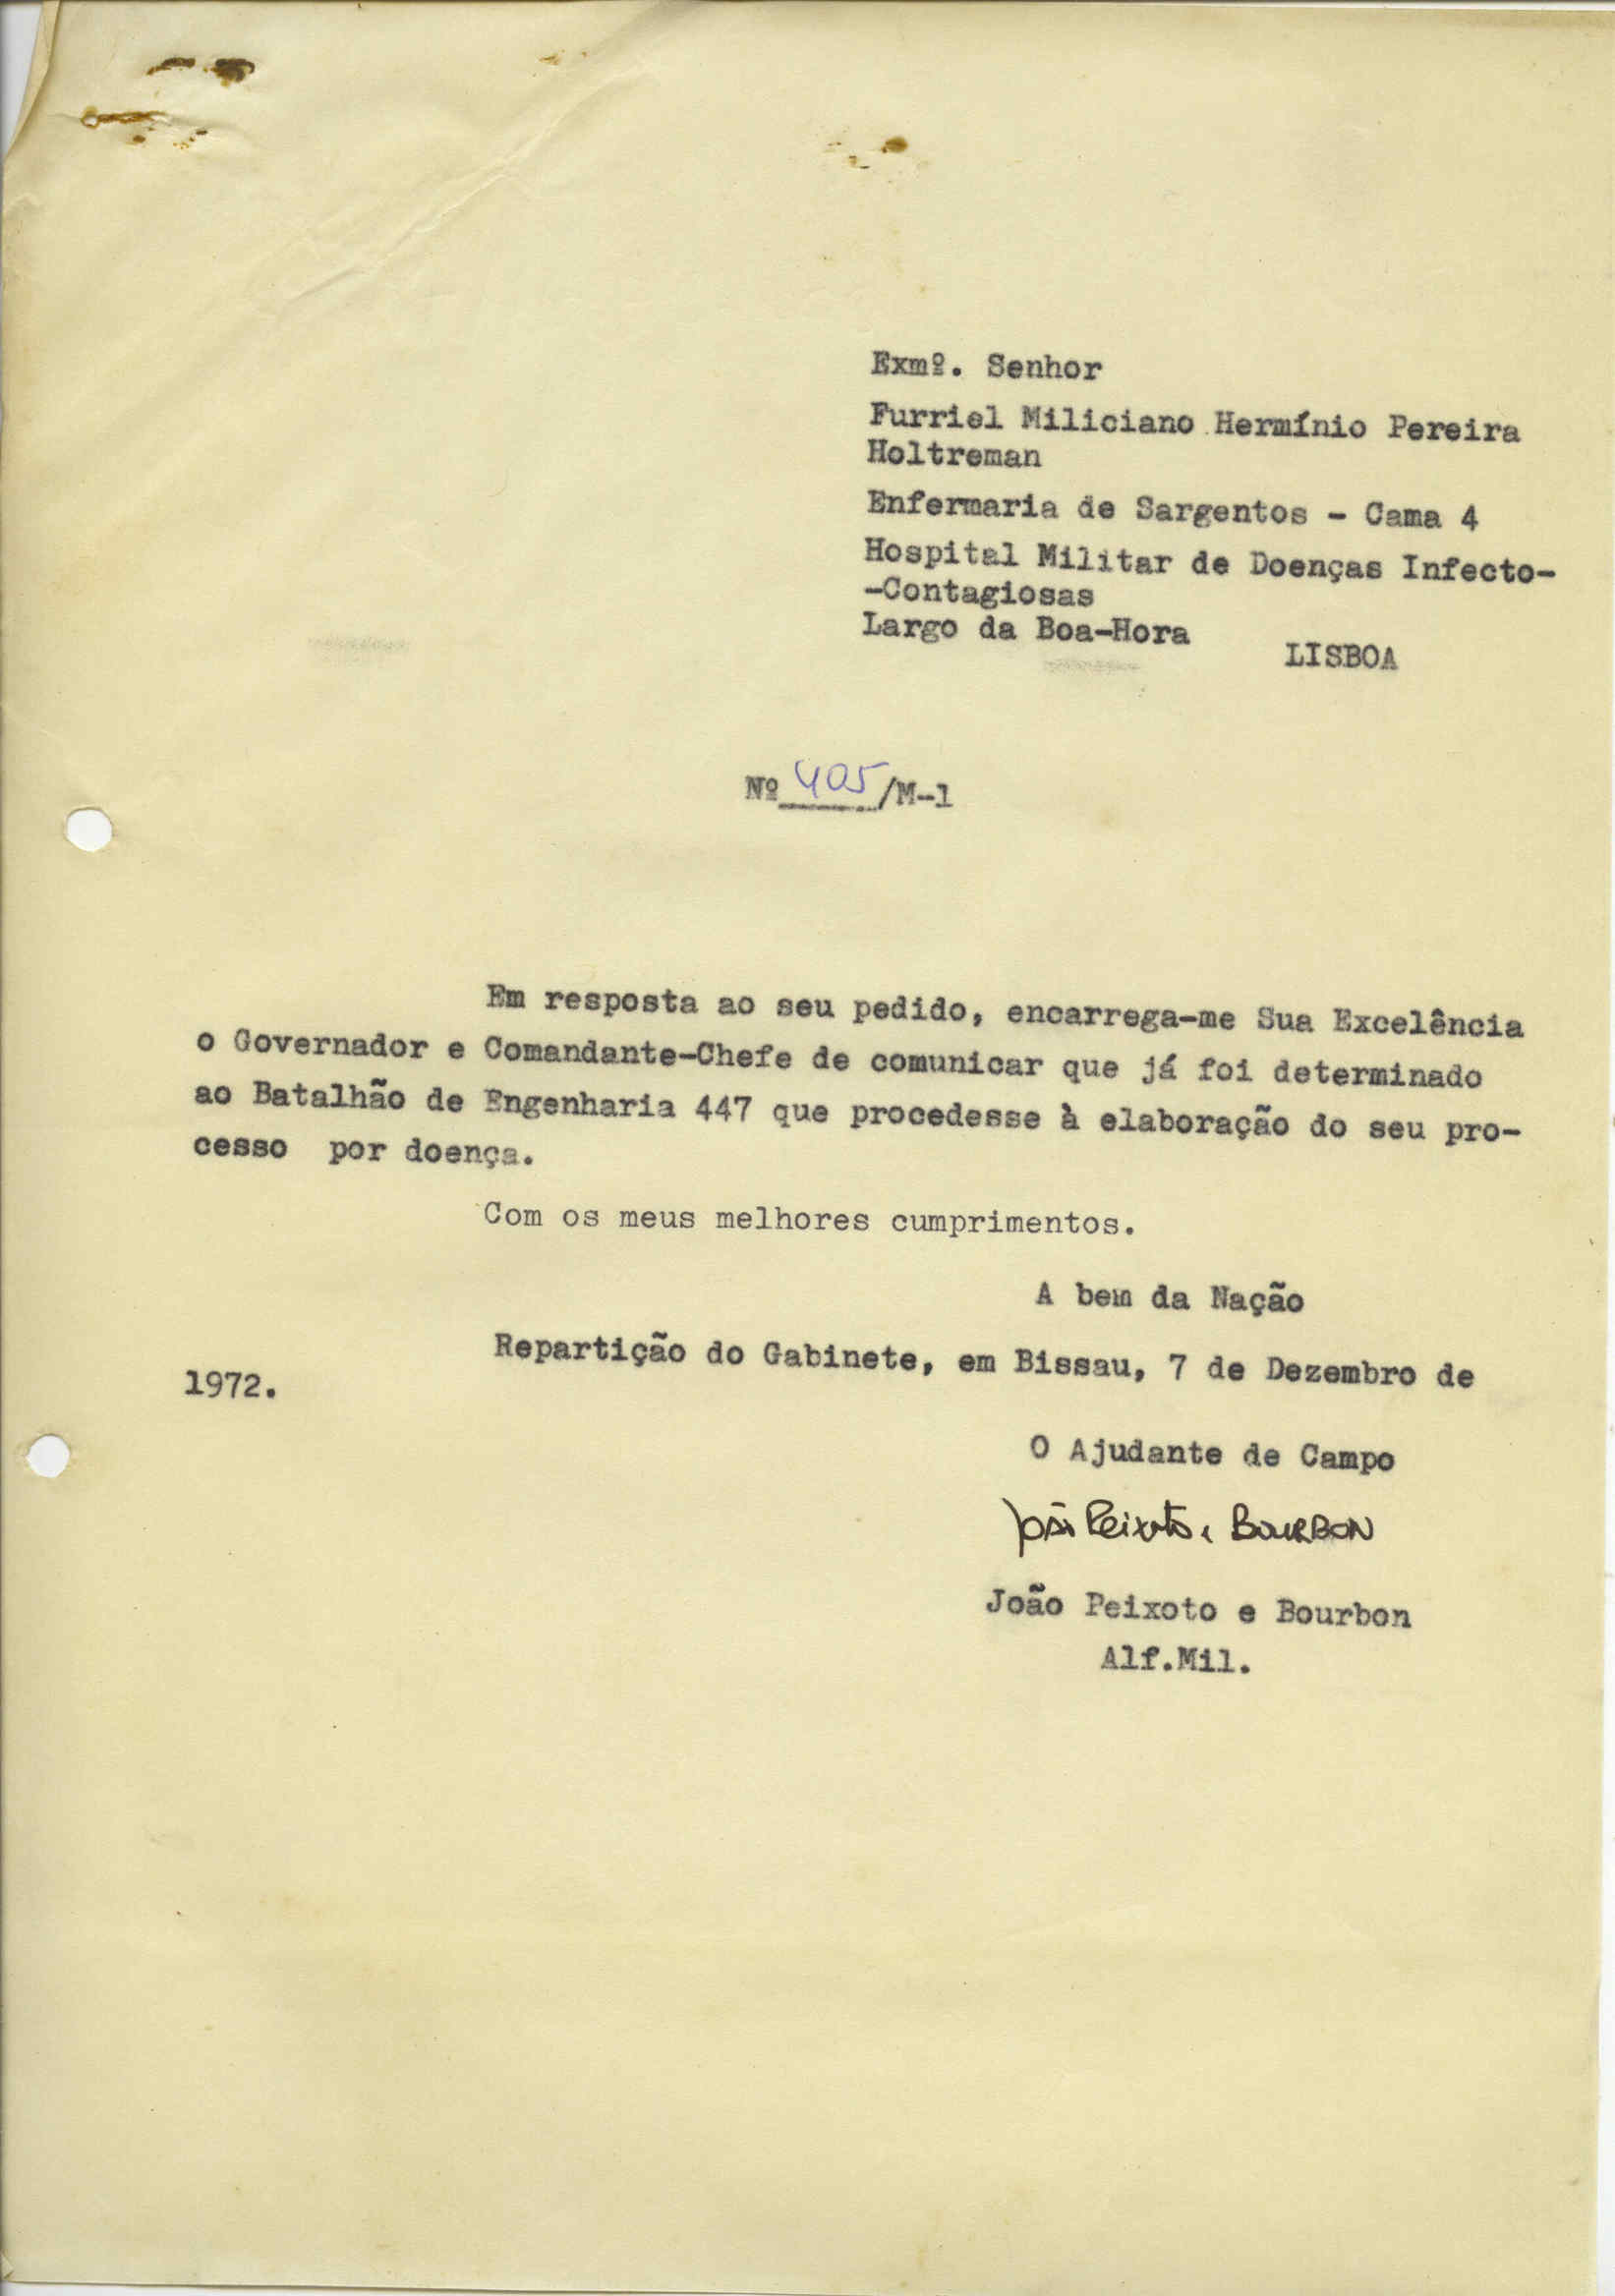 Exmº. Senhor
Furriel Miliciano Hermínio Pereira
Holtreman
Enfermaria de Sargentos - Cama 4
Hospital Militar de Doenças Infecto-
-Contagiosas
Largo da Boa-Hora
LISBOA
Nº 405/M-1
Em resposta ao seu pedido, encarrega-me Sua Excelência
o Governador e Comandante-Chefe de comunicar que já foi determinado
ao Batalhão de Engenharia 447 que procedesse à elaboração do seu pro-
cesso por doença.
Com os meus melhores cumprimentos.
A bem da Nação
Repartição do Gabinete, em Bissau, 7 de Dezembro de
1972.
O Ajudante de Campo
João Peixoto e BOURBON
João Peixoto e Bourbon
Alf.Mil.